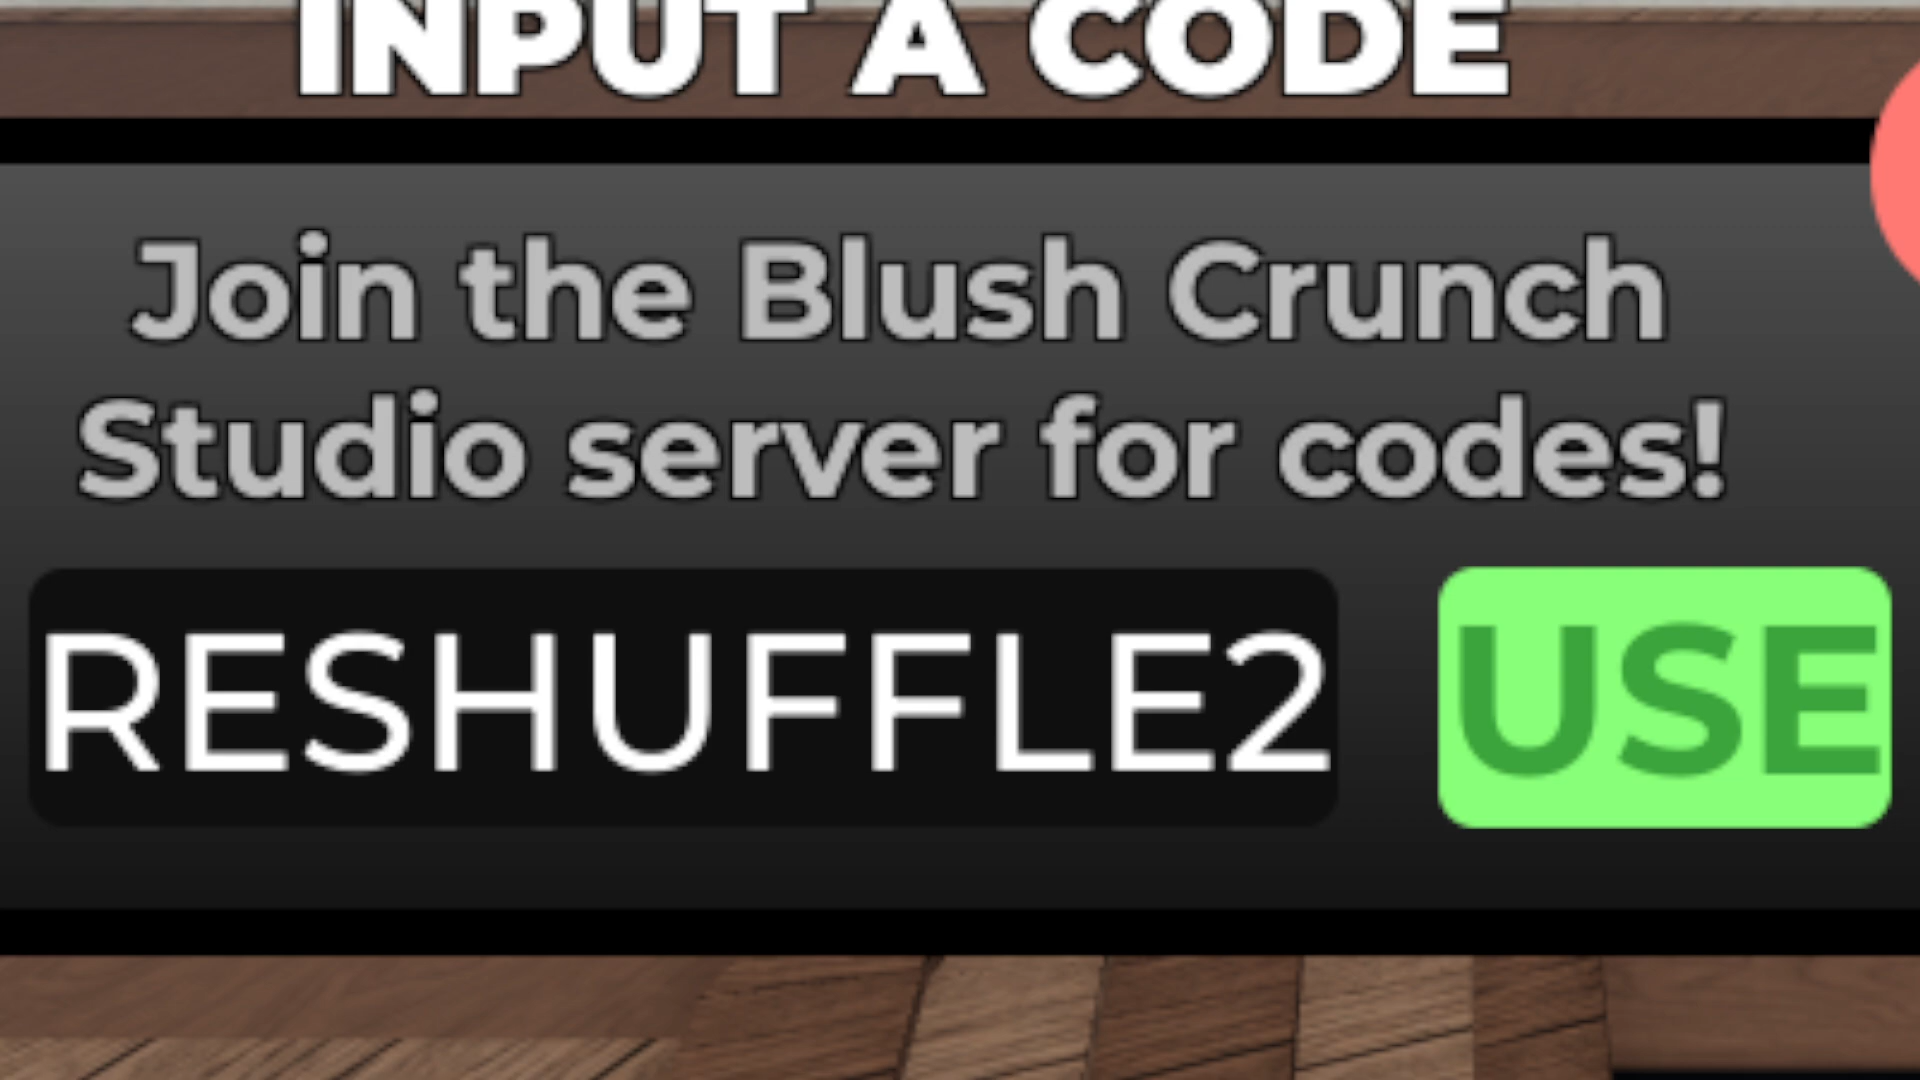 INPUT A CODE
Join the Blush Crunch
Studio server for codes!
RESHUFFLE2
USE